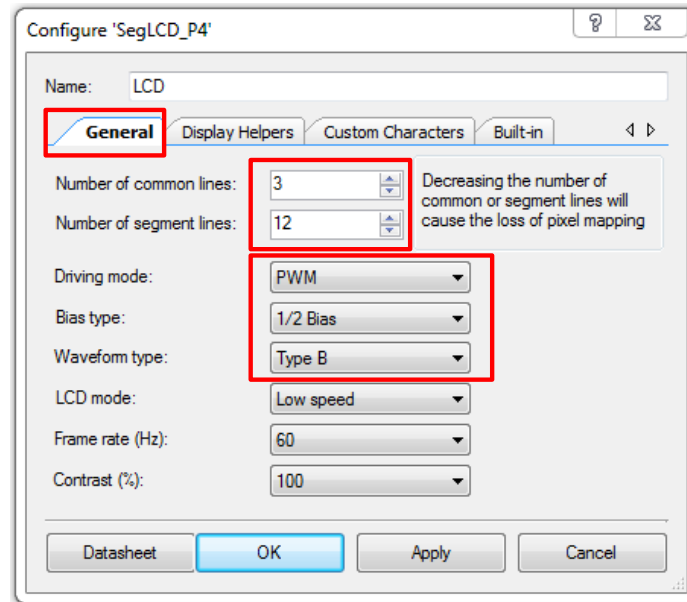 Configure 'SegLCD_P4'
Name: LCD
General Display Helpers Custom Characters Built-in
Number of common lines: 3
Number of segment lines: 12
Decreasing the number of
common or segment lines will
cause the loss of pixel mapping
Driving mode: PWM
Bias type: 1/2 Bias
Waveform type: Type B
LCD mode: Low speed
Frame rate (Hz): 60
Contrast (%): 100
Datasheet OK Apply Cancel